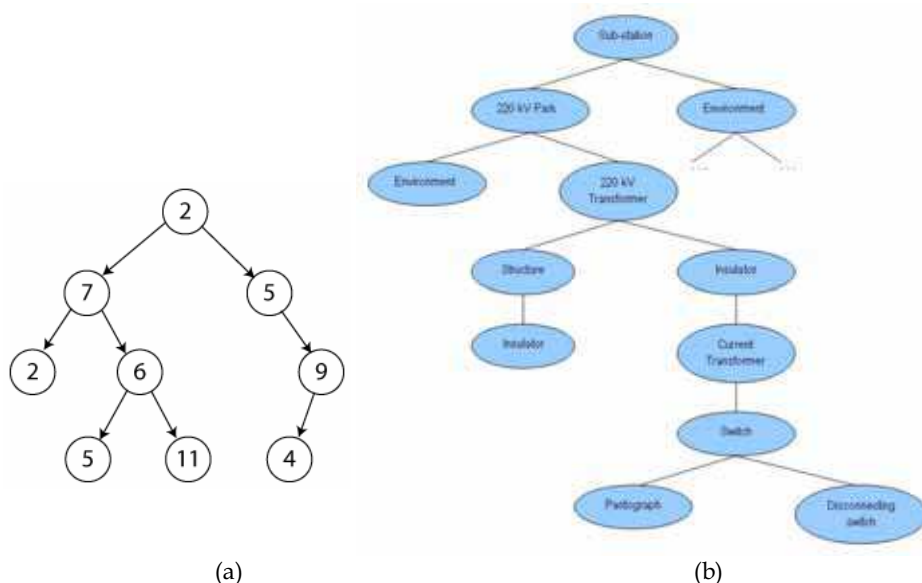 2
7
5
2
6
9
5
11
4
(a)
Sub-station
220 kV Park
Environment
Environment
220 kV
Transformer
Structure
Insulator
Insulator
Current
Transformer
Switch
Pantograph
Disconnecting
switch
(b)